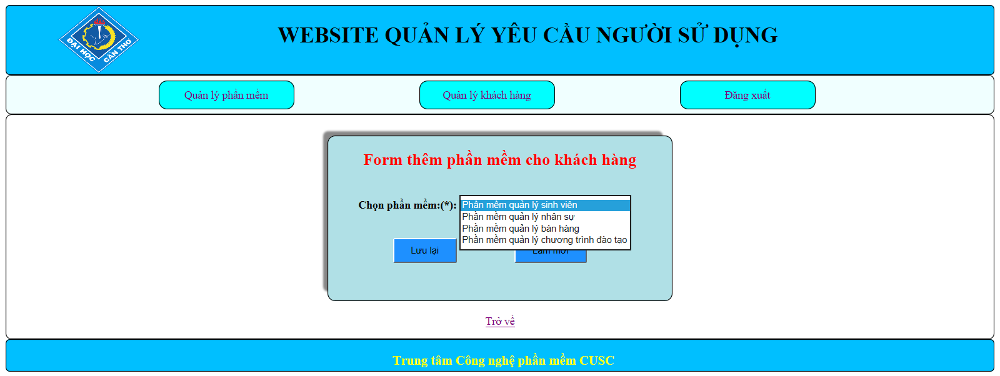 ĐẠI HỌC CẦN THƠ
WEBSITE QUẢN LÝ YÊU CẦU NGƯỜI SỬ DỤNG
Quản lý phần mềm Quản lý khách hàng Đăng xuất
Form thêm phần mềm cho khách hàng
Chọn phần mềm:(*): Phần mềm quản lý sinh viên
Phần mềm quản lý nhân sự
Phần mềm quản lý bán hàng
Phần mềm quản lý chương trình đào tạo
Lưu lại Làm mới
Trở về
Trung tâm Công nghệ phần mềm CUSC